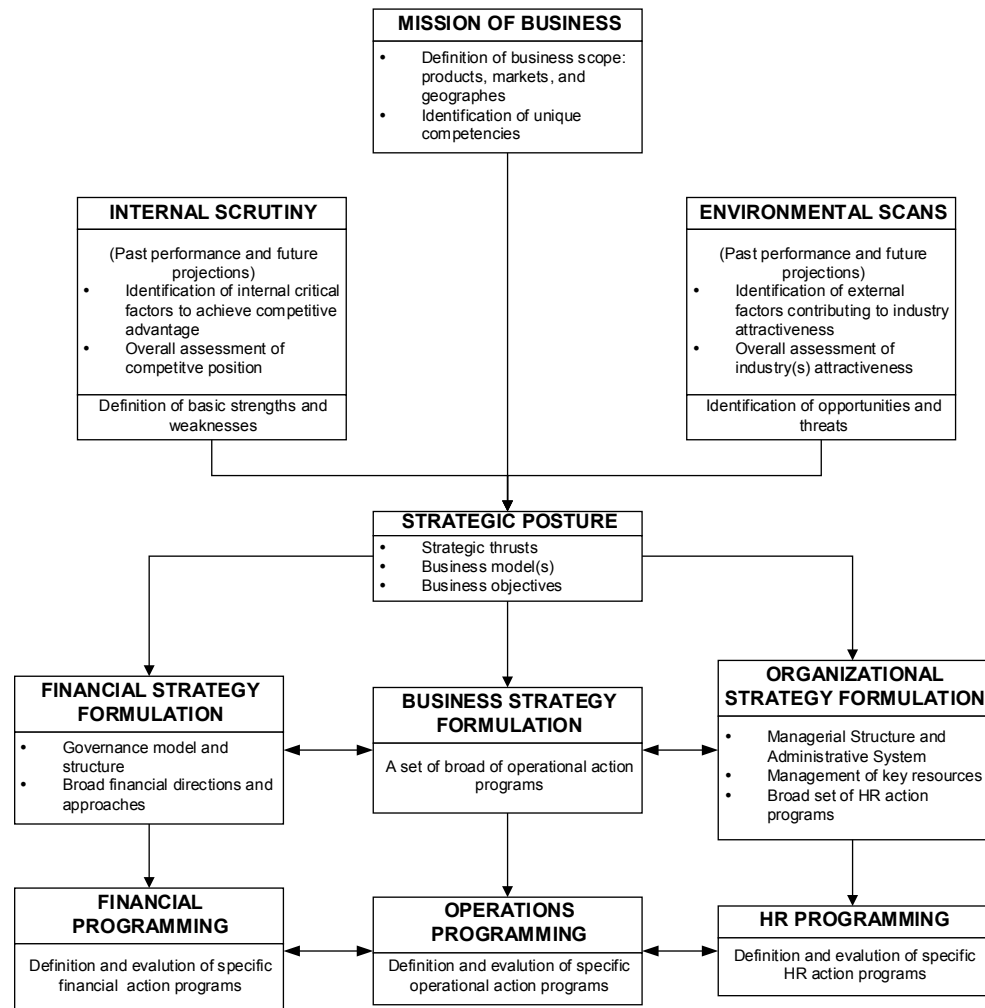 MISSION OF BUSINESS
• Definition of business scope:
products, markets, and
geographes
• Identification of unique
competencies
INTERNAL SCRUTINY
(Past performance and future
projections)
• Identification of internal critical
factors to achieve competitive
advantage
• Overall assessment of
competitve position
Definition of basic strengths and
weaknesses
ENVIRONMENTAL SCANS
(Past performance and future
projections)
• Identification of external
factors contributing to industry
attractiveness
• Overall assessment of
industry(s) attractiveness
Identification of opportunities and
threats
STRATEGIC POSTURE
• Strategic thrusts
• Business model(s)
• Business objectives
FINANCIAL STRATEGY
FORMULATION
• Governance model and
structure
• Broad financial directions and
approaches
BUSINESS STRATEGY
FORMULATION
A set of broad of operational action
programs
ORGANIZATIONAL
STRATEGY FORMULATION
• Managerial Structure and
Administrative System
• Management of key resources
• Broad set of HR action
programs
FINANCIAL
PROGRAMMING
Definition and evalution of specific
financial action programs
OPERATIONS
PROGRAMMING
Definition and evalution of specific
operational action programs
HR PROGRAMMING
Definition and evalution of specific
HR action programs